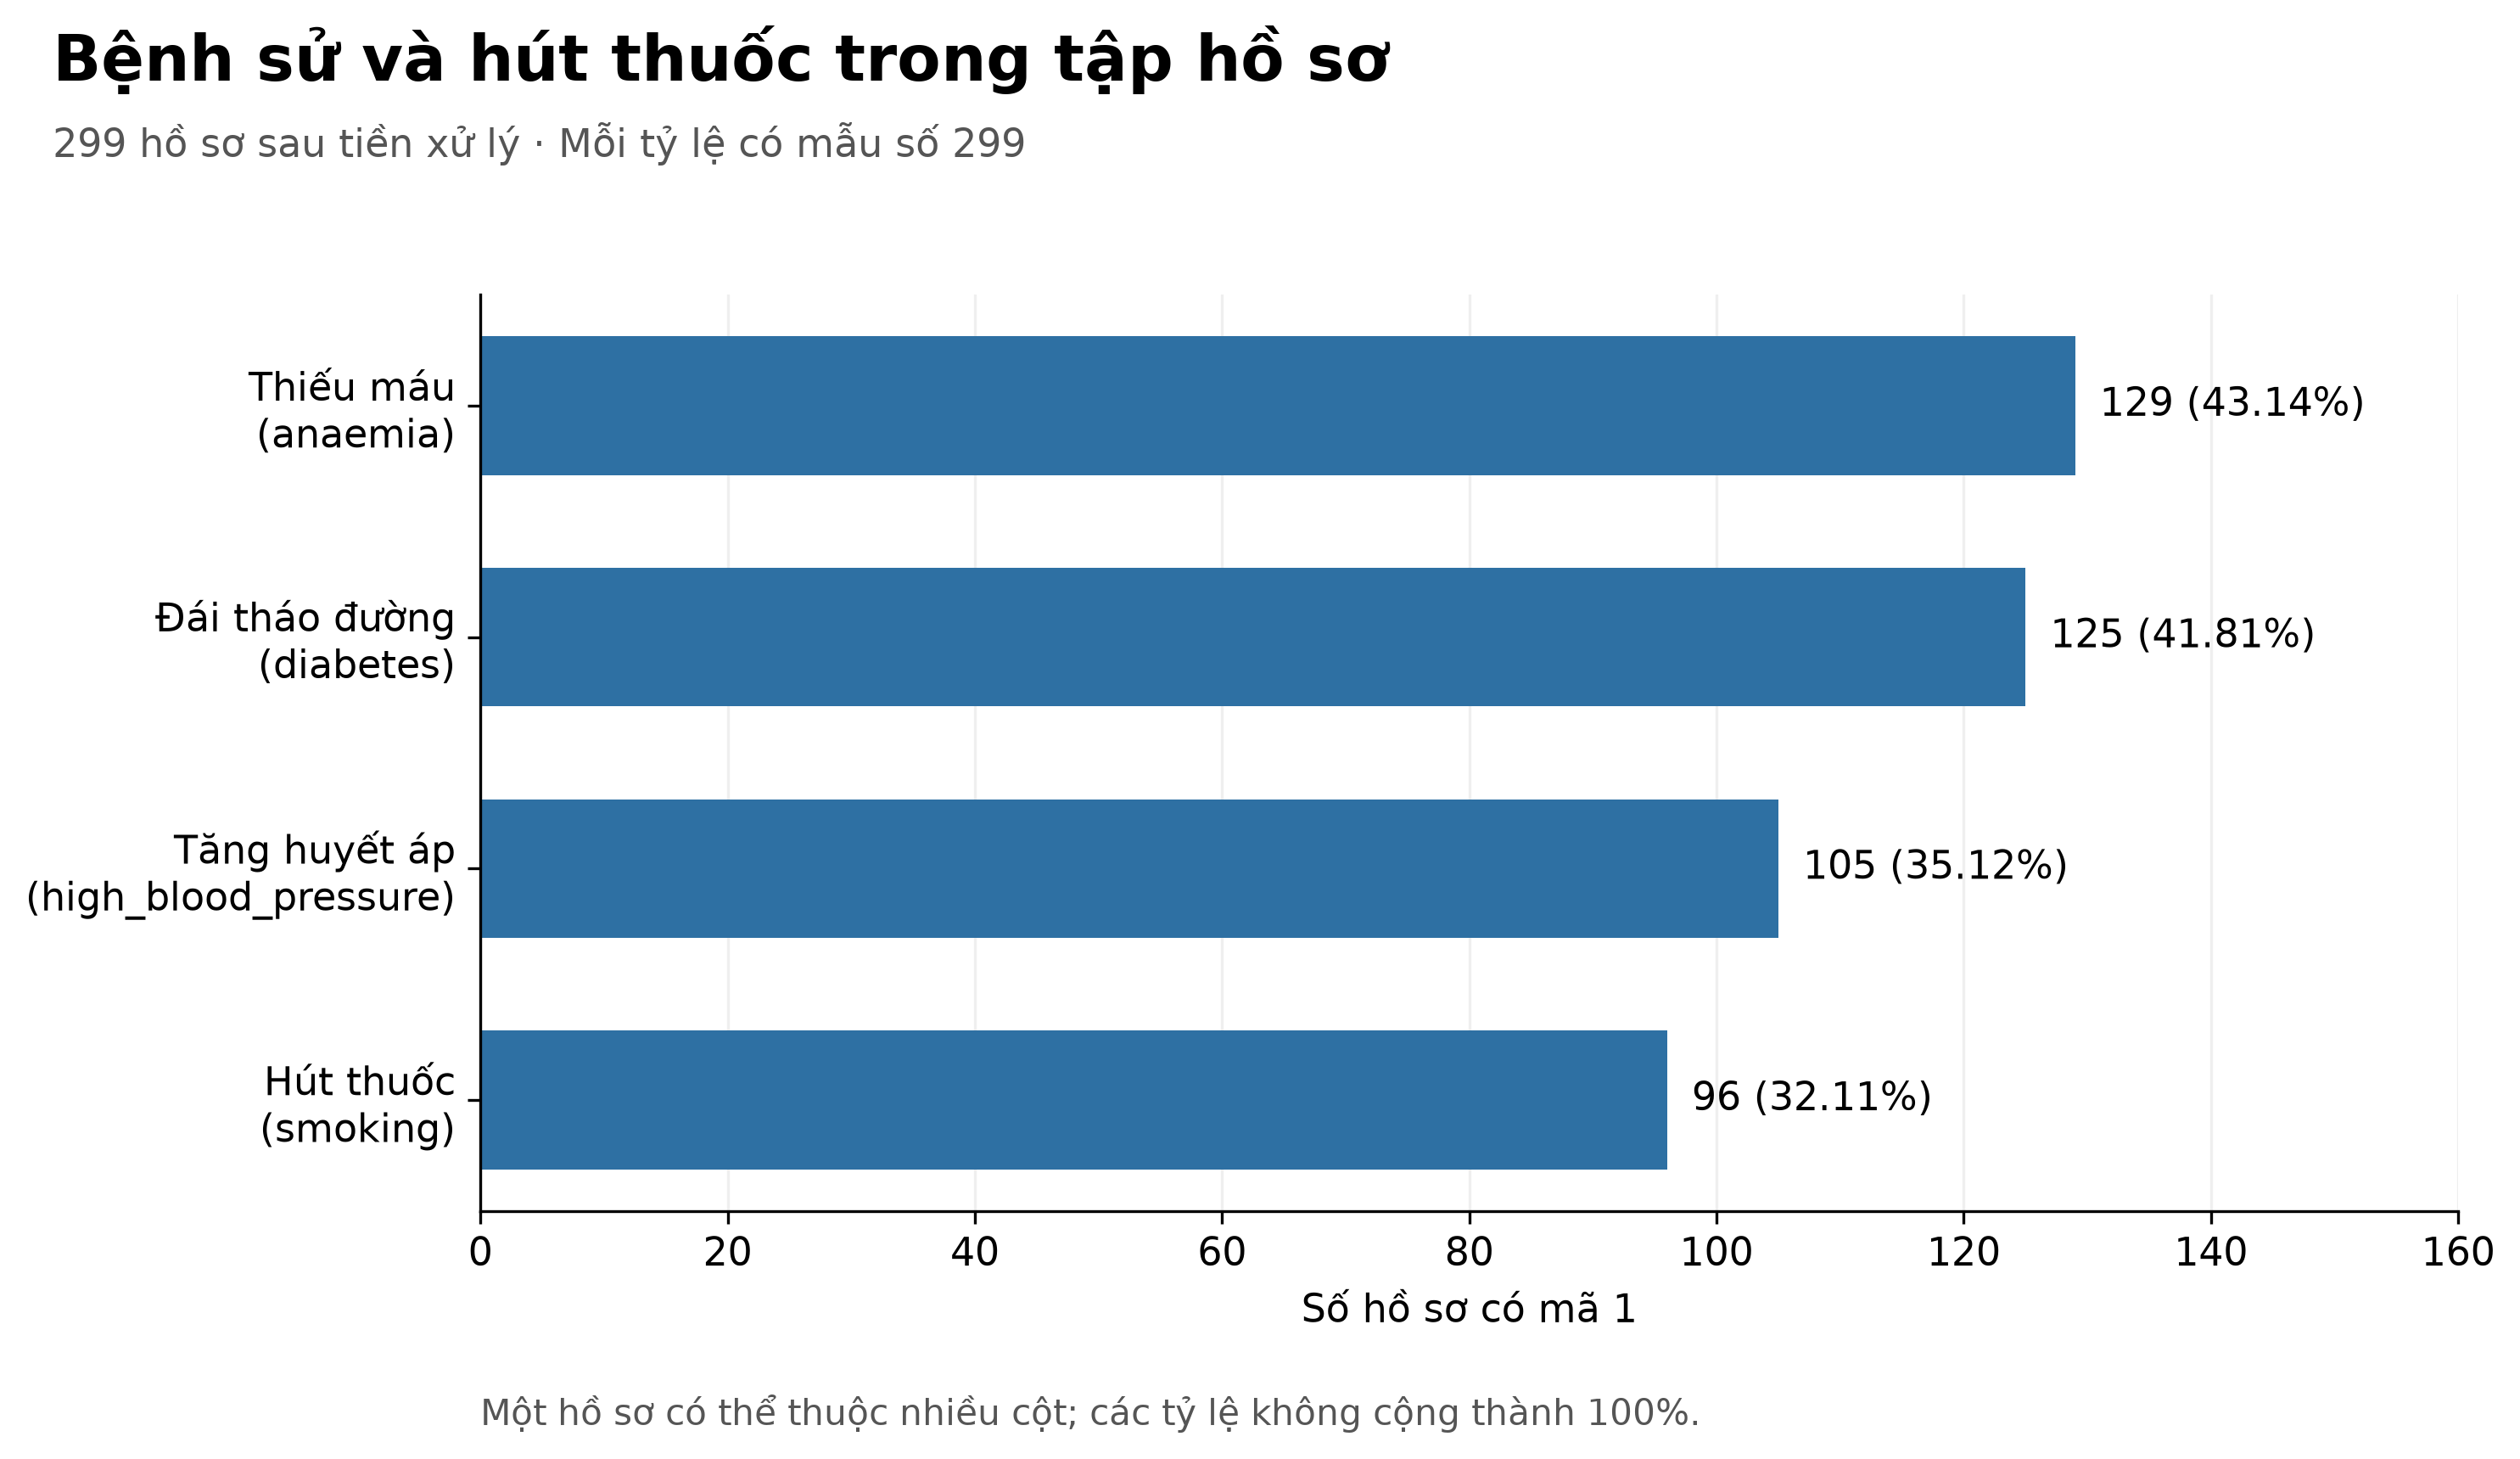 Bệnh sử và hút thuốc trong tập hồ sơ
299 hồ sơ sau tiền xử lý · Mỗi tỷ lệ có mẫu số 299
Thiếu máu
(anaemia)
129 (43.14%)
Đái tháo đường
(diabetes)
125 (41.81%)
Tăng huyết áp
(high_blood_pressure)
105 (35.12%)
Hút thuốc
(smoking)
96 (32.11%)
0 20 40 60 80 100 120 140 160
Số hồ sơ có mã 1
Một hồ sơ có thể thuộc nhiều cột; các tỷ lệ không cộng thành 100%.